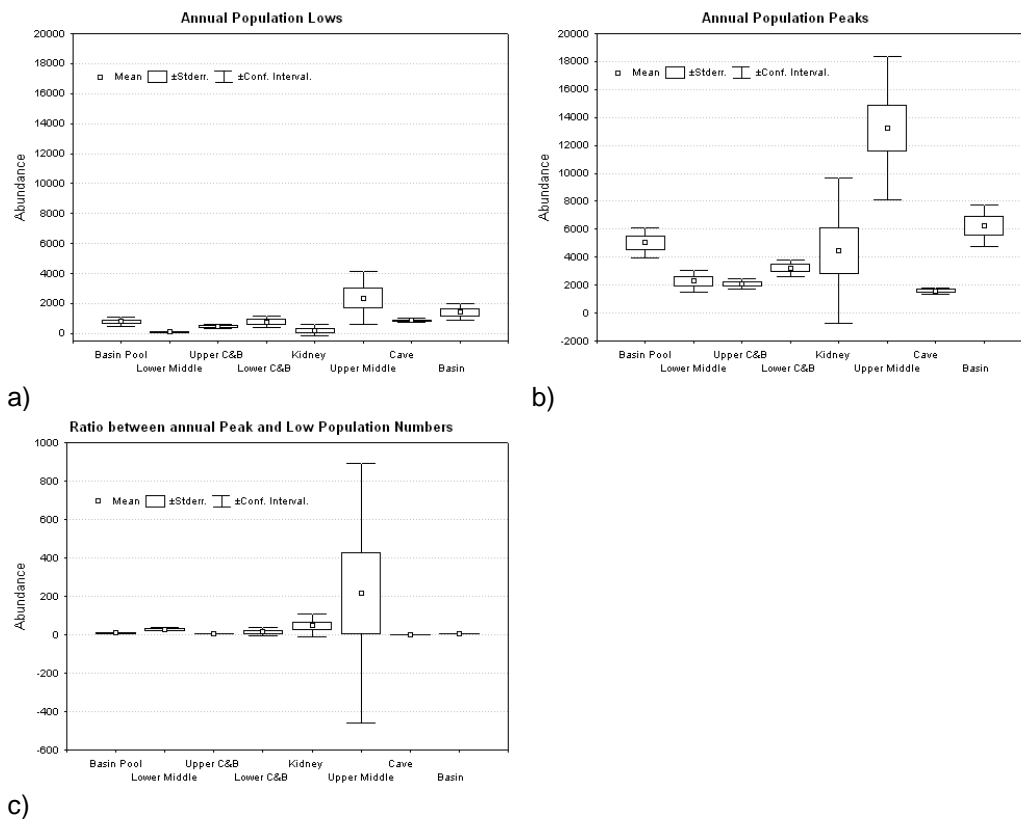 Annual Population Lows
20000
18000
16000
14000
12000
10000
8000
6000
4000
2000
0
Abundance
Mean ±Stderr. ±Conf. Interval.
Basin Pool Upper C&B Kidney Cave
Lower Middle Lower C&B Upper Middle Basin
a)
Annual Population Peaks
20000
18000
16000
14000
12000
10000
8000
6000
4000
2000
0
-2000
Abundance
Mean ±Stderr. ±Conf. Interval.
Basin Pool Upper C&B Kidney Cave
Lower Middle Lower C&B Upper Middle Basin
b)
Ratio between annual Peak and Low Population Numbers
1000
800
600
400
200
0
-200
-400
-600
Abundance
Mean ±Stderr. ±Conf. Interval.
Basin Pool Upper C&B Kidney Cave
Lower Middle Lower C&B Upper Middle Basin
c)